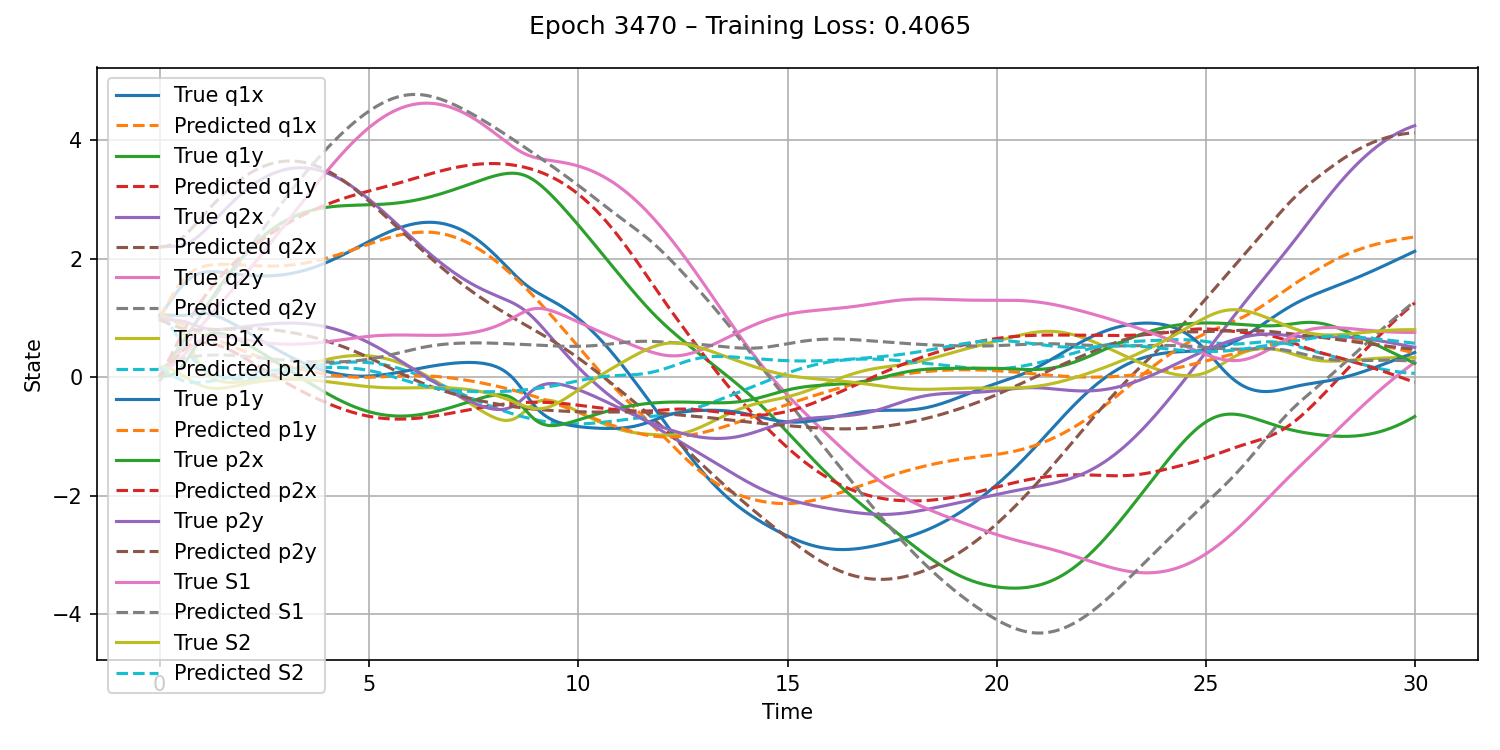 Epoch 3470 – Training Loss: 0.4065
True q1x
Predicted q1x
True q1y
Predicted q1y
True q2x
Predicted q2x
True q2y
Predicted q2y
True p1x
Predicted p1x
True p1y
Predicted p1y
True p2x
Predicted p2x
True p2y
Predicted p2y
True S1
Predicted S1
True S2
Predicted S2
State
4
2
0
−2
−4
0 5 10 15 20 25 30
Time